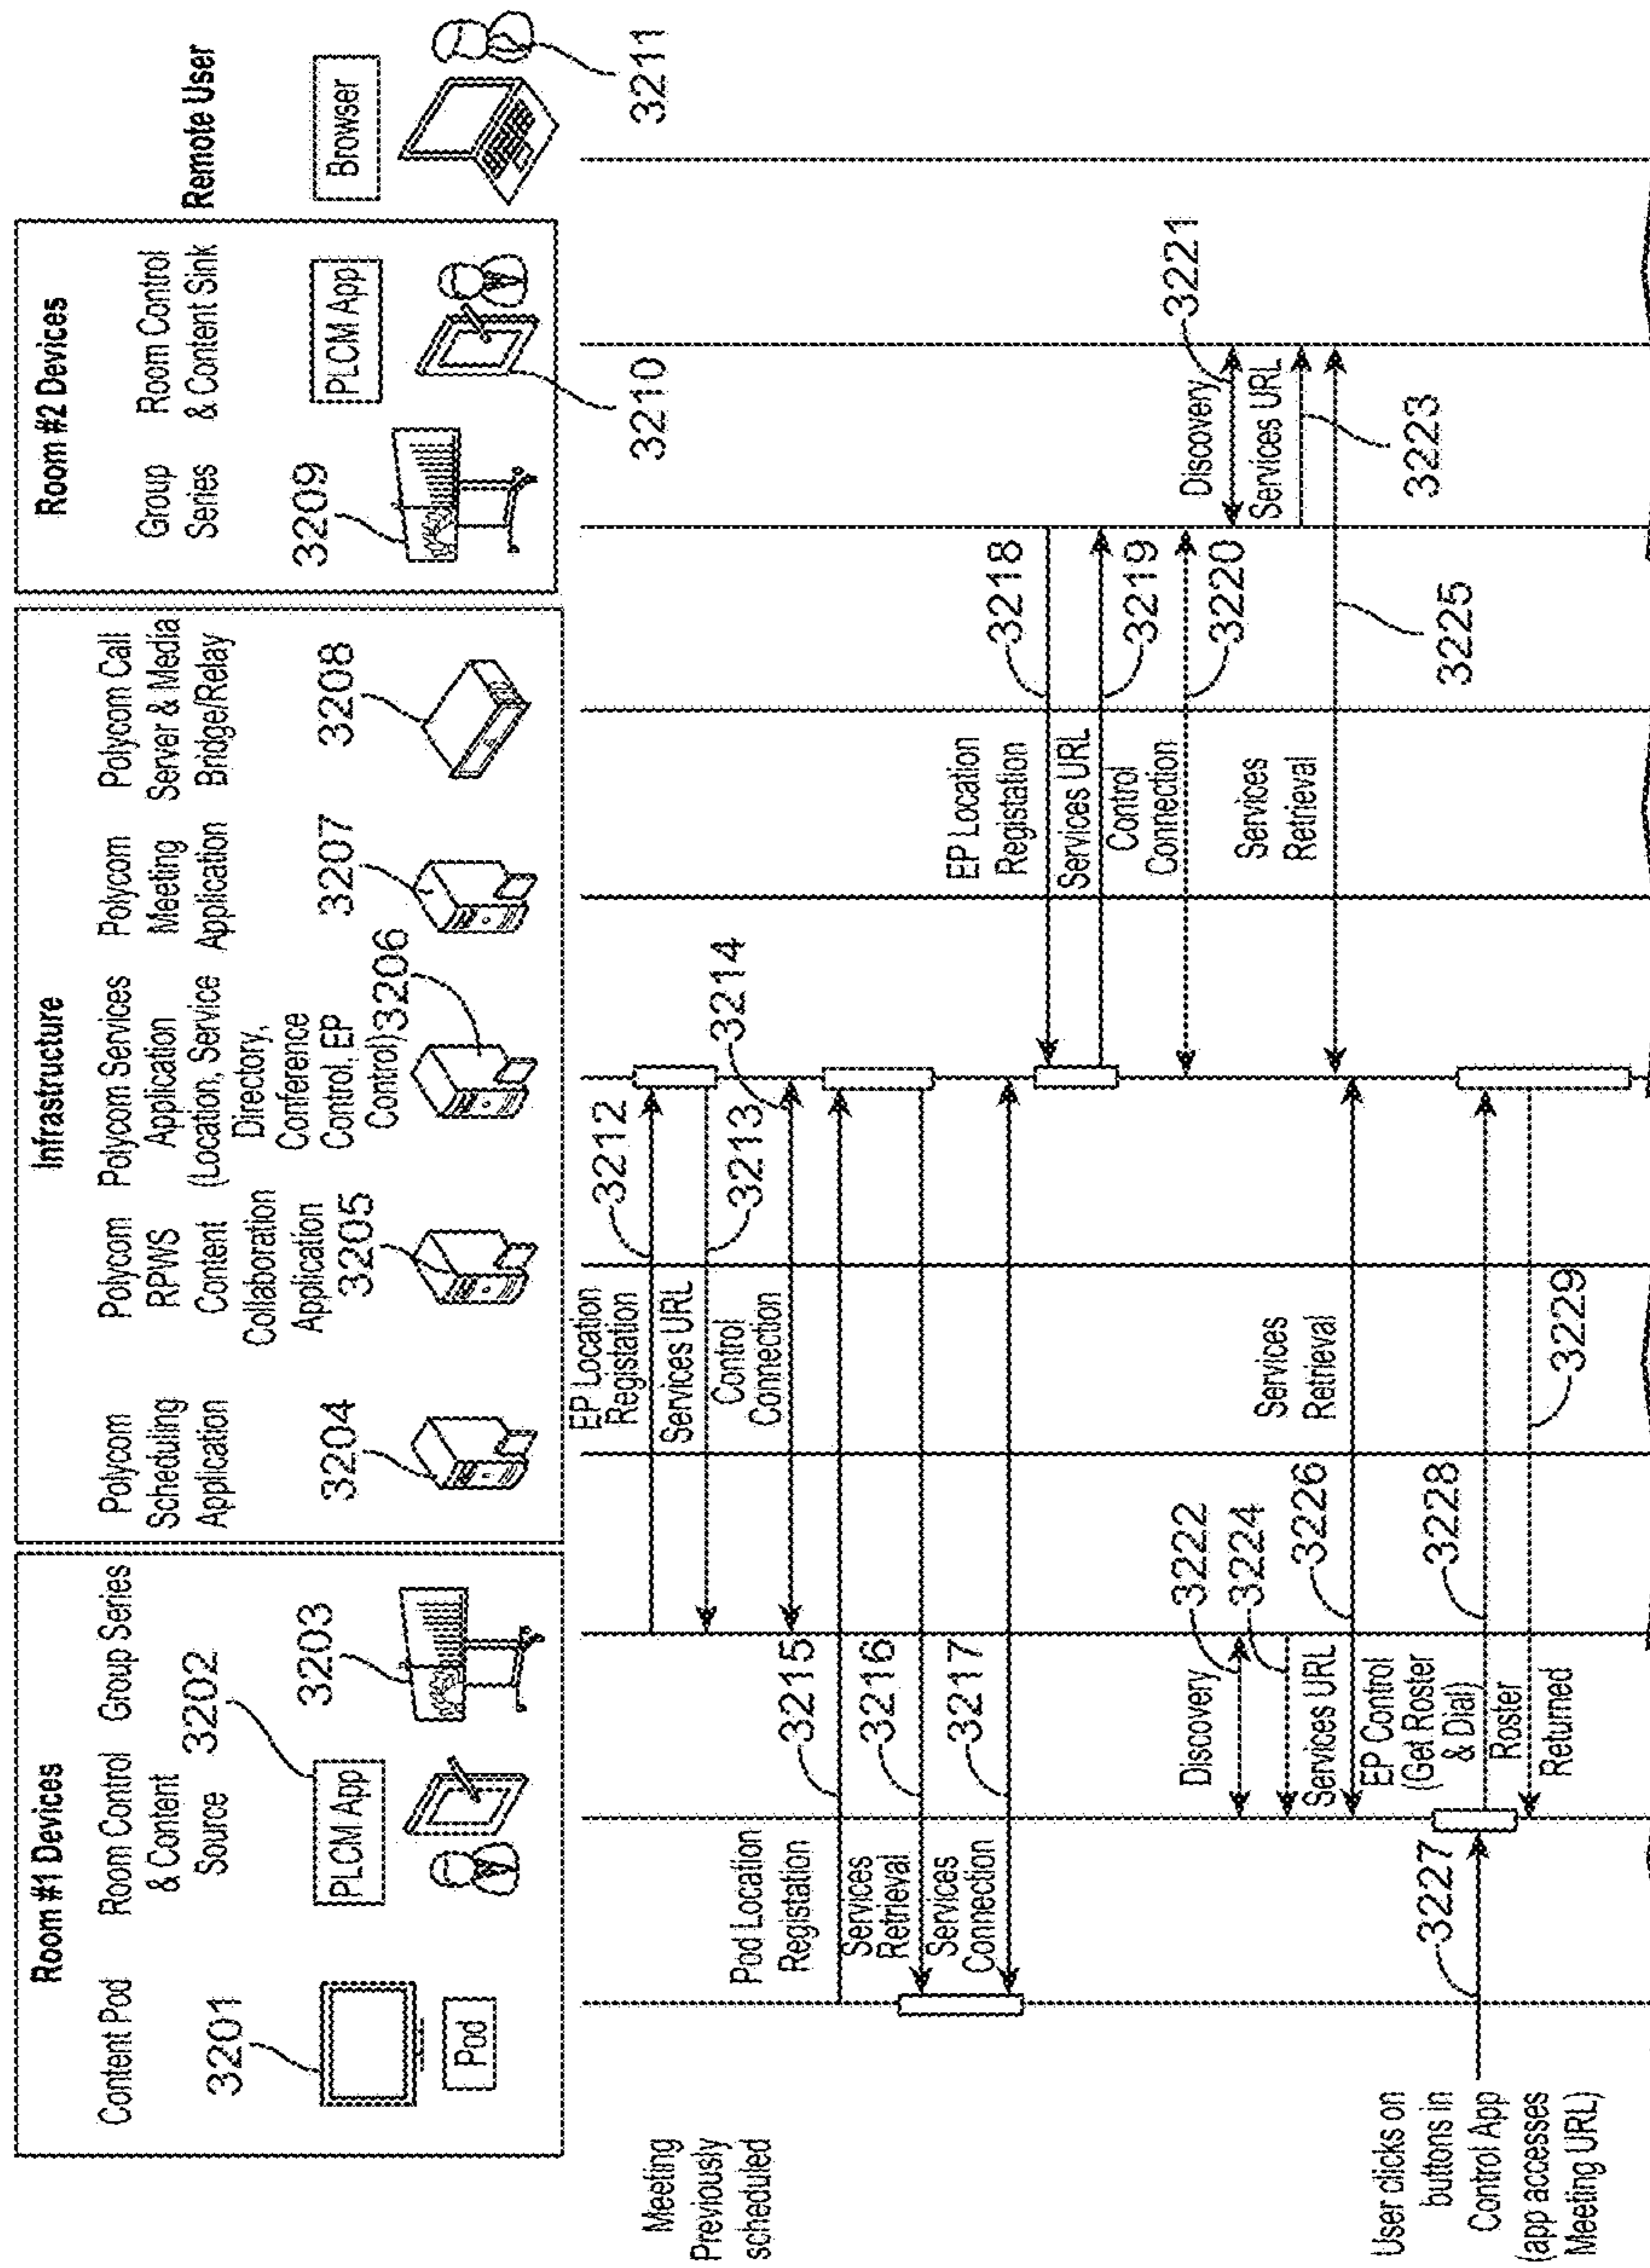 Room #1 Devices
Content Pod
3201
Pod
Room Control
& Content
Source
3202
PLCM App
Group Series
3203
Infrastructure
Polycom
Scheduling
Application
3204
Polycom
RPWS
Content
Collaboration
Application
3205
Polycom Services
Application
(Location, Service
Directory,
Conference
Control, EP
Control)
3206
Polycom
Meeting
Application
3207
Polycom Call
Server & Media
Bridge/Relay
3208
Room #2 Devices
Group
Series
3209
Room Control
& Content Sink
PLCM App
3210
Remote User
Browser
3211
Meeting
Previously
scheduled
EP Location
Registation
3212
Services URL
3213
Control
Connection
3214
Pod Location
Registation
3215
Services
Retrieval
3216
Services
Connection
3217
EP Location
Registation
3218
Services URL
3219
Control
Connection
3220
Discovery
3221
Services URL
3223
Discovery
3222
3224
Services URL
Services
Retrieval
3225
Services
Retrieval
3226
User clicks on
buttons in
Control App
(app accesses
Meeting URL)
3227
EP Control
(Get Roster
& Dial)
3228
Roster
Returned
3229